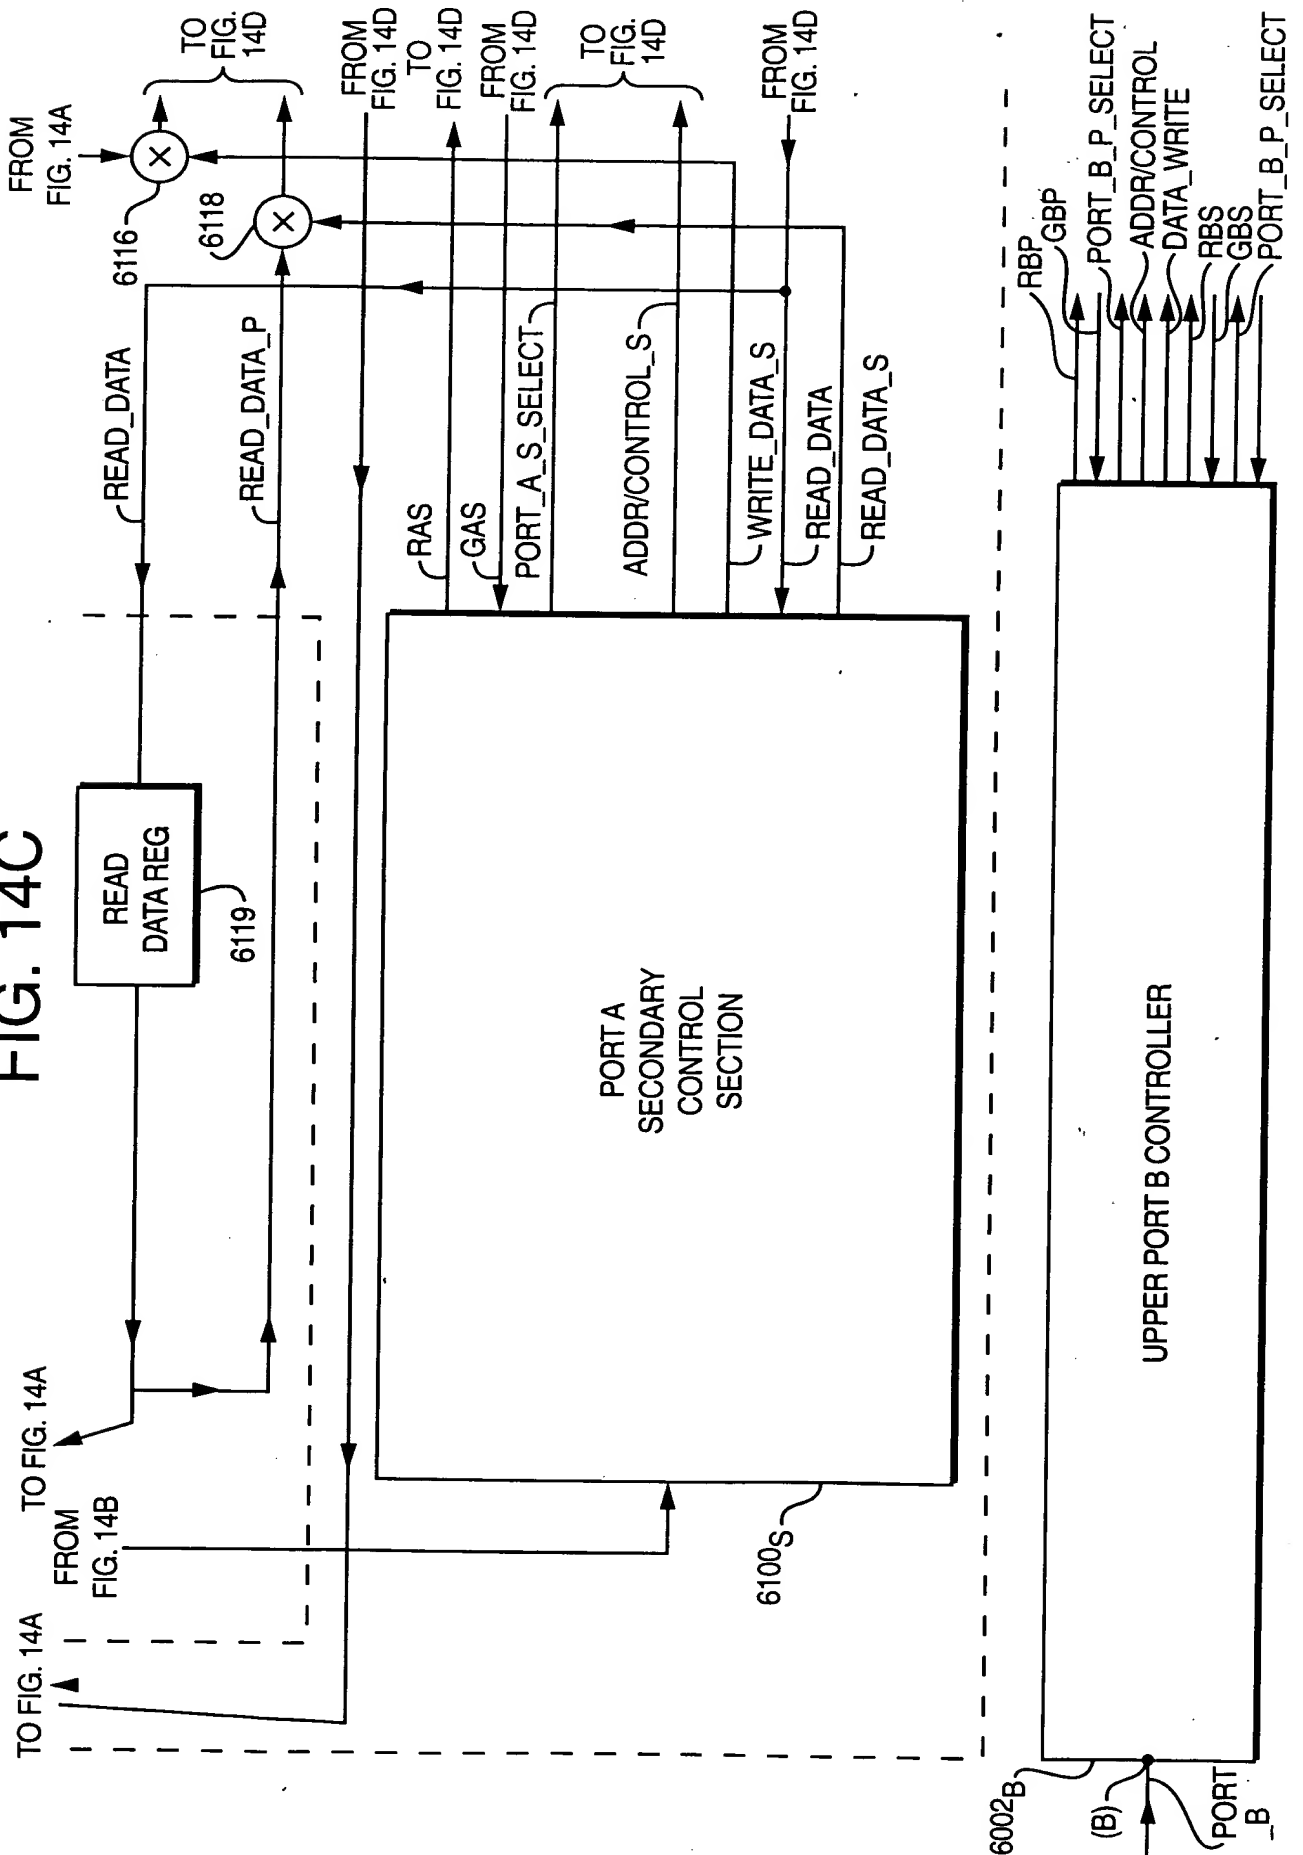 FIG. 14C
TO FIG. 14A
FROM
FIG. 14B
TO FIG. 14A
READ
DATA REG
6119
READ_DATA
READ_DATA_P
FROM
FIG. 14A
6116
6118
TO
FIG.
14D
FROM
FIG. 14D
TO
FIG. 14D
FROM
FIG. 14D
TO
FIG.
14D
FROM
FIG. 14D
PORT A
SECONDARY
CONTROL
SECTION
6100S
RAS
GAS
PORT_A_S_SELECT
ADDR/CONTROL_S
WRITE_DATA_S
READ_DATA
READ_DATA_S
6002B
(B)
PORT
_B
UPPER PORT B CONTROLLER
RBP
GBP
PORT_B_P_SELECT
ADDR/CONTROL
DATA_WRITE
RBS
GBS
PORT_B_P_SELECT